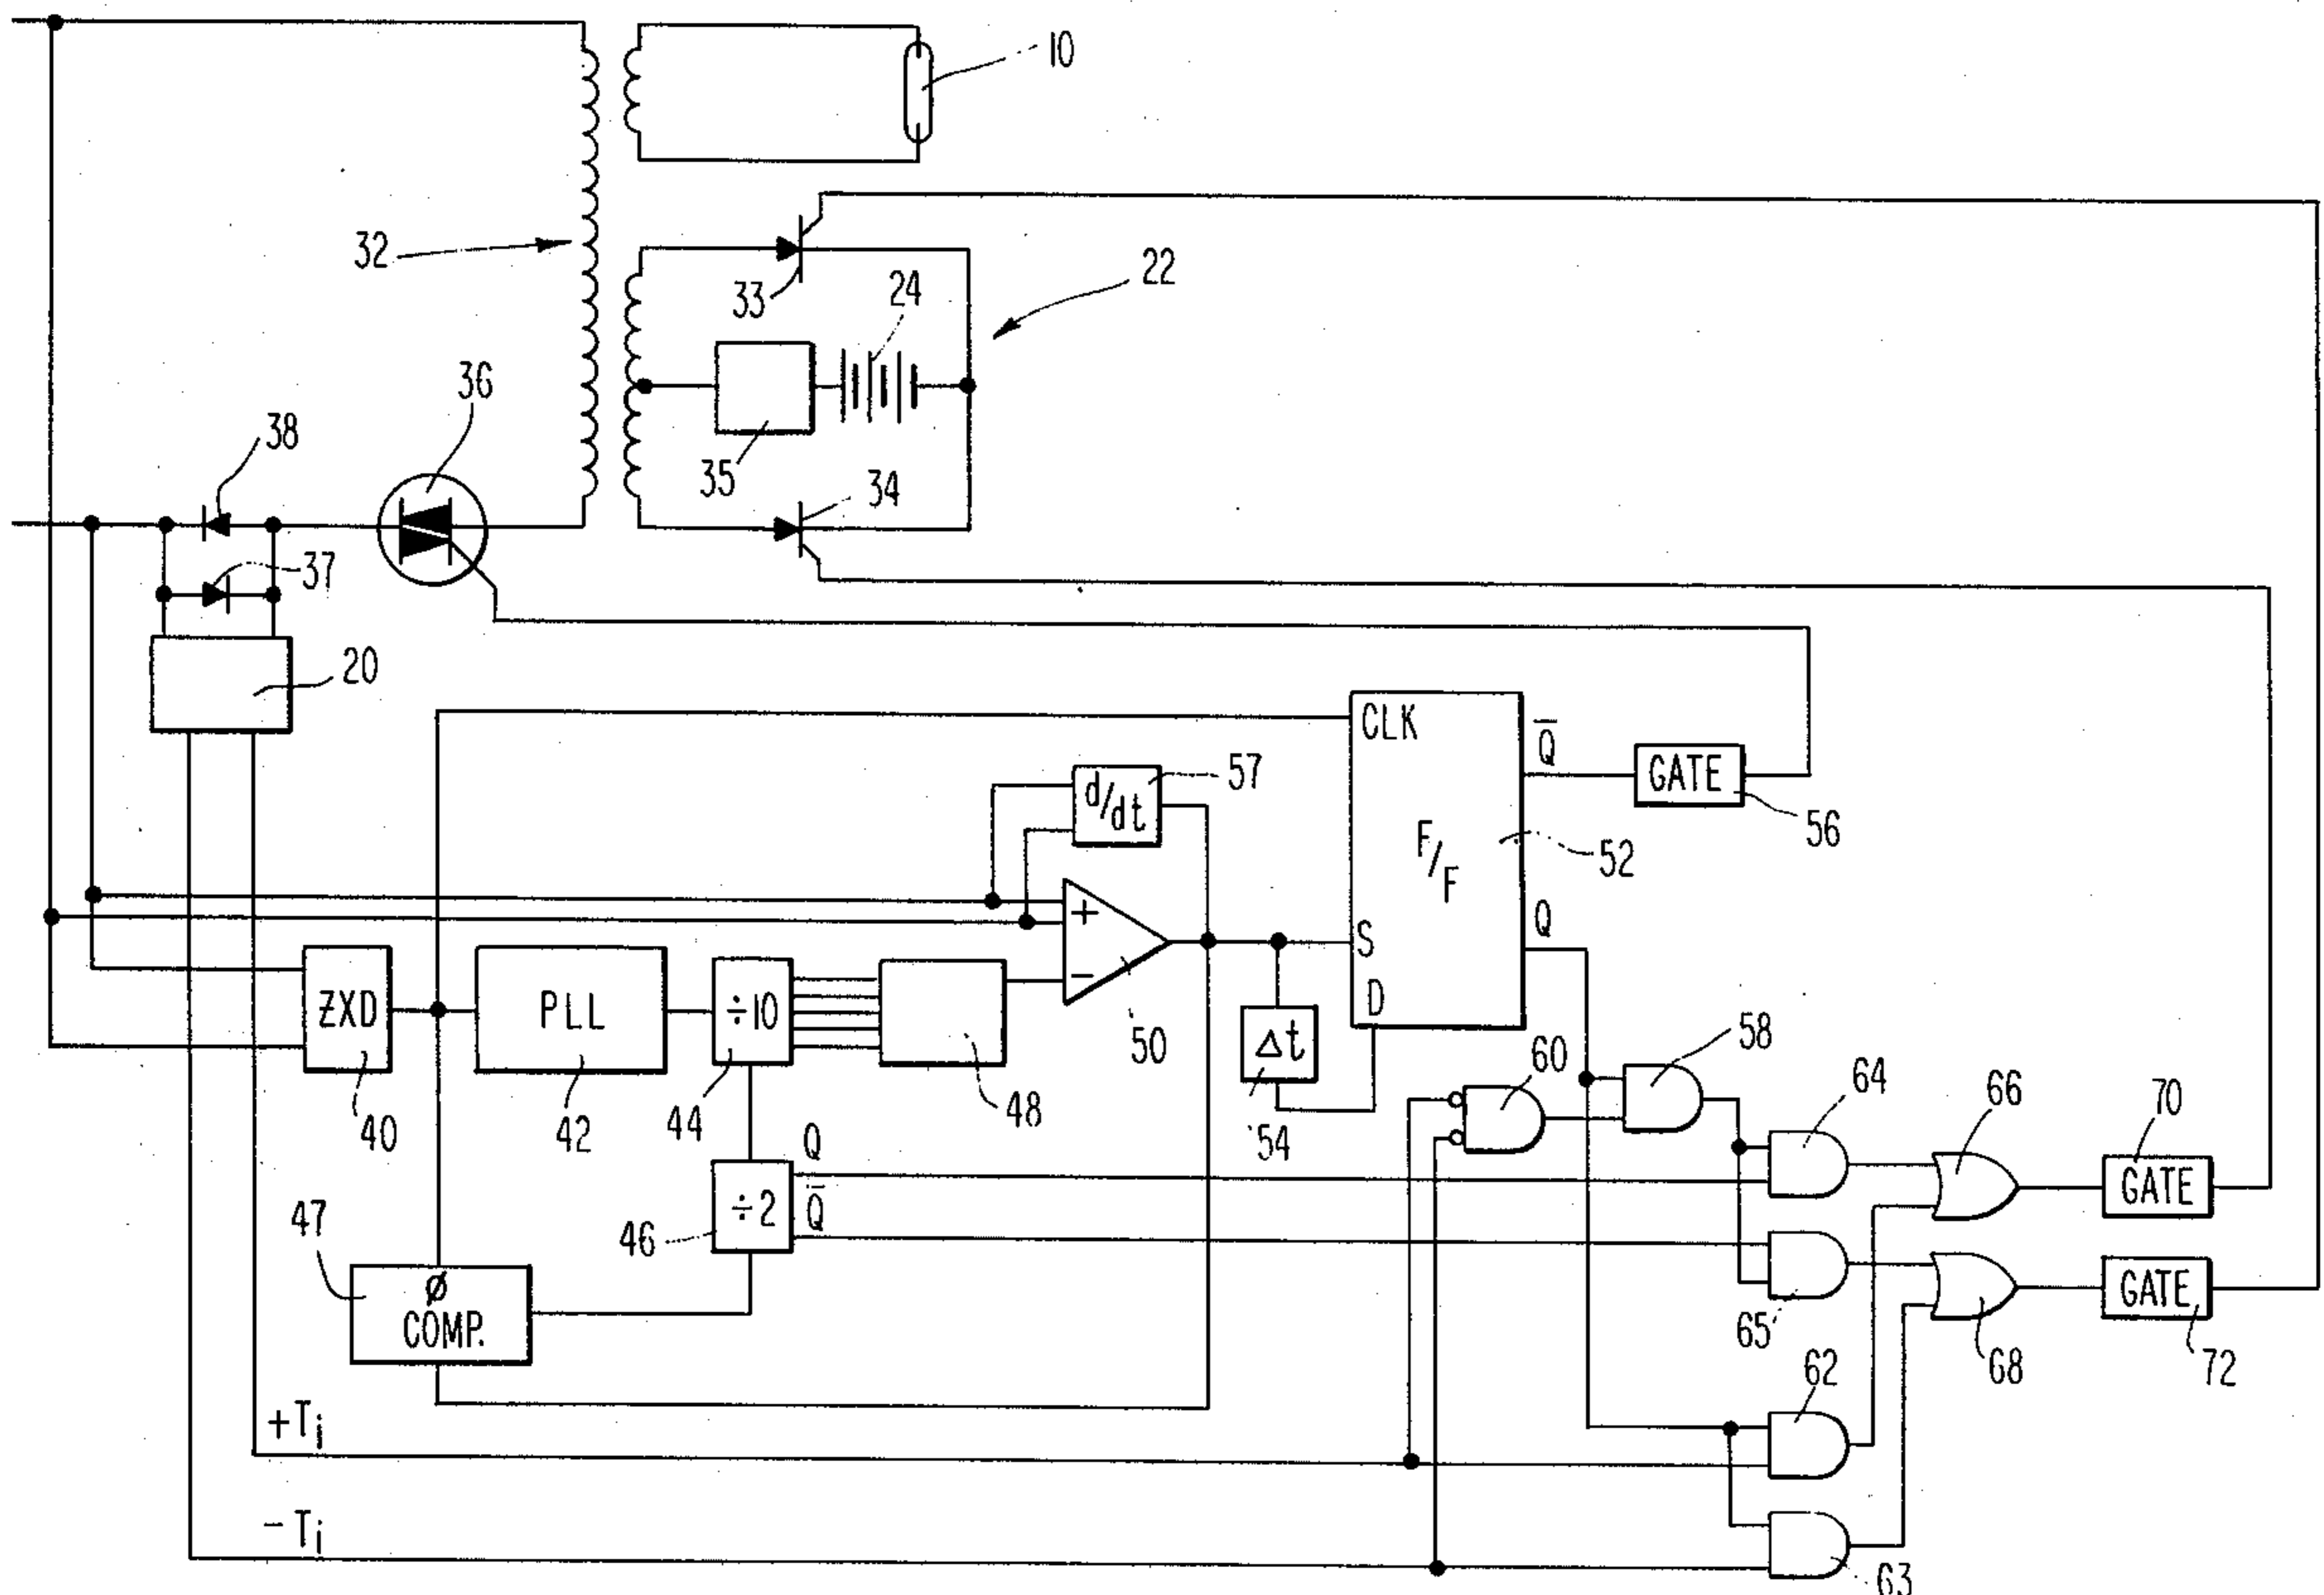 10
32
33
24
22
36
38
35
34
37
20
CLK
Q̅
GATE
57
d/dt
56
F/F
52
+
Q
S
−
ZXD
PLL
÷10
D
50
Δt
60
58
40
42
44
48
54
64
66
70
Q
GATE
47
÷2
Q̅
46
Ø
COMP.
65
GATE
62
68
72
+Ti
−Ti
63